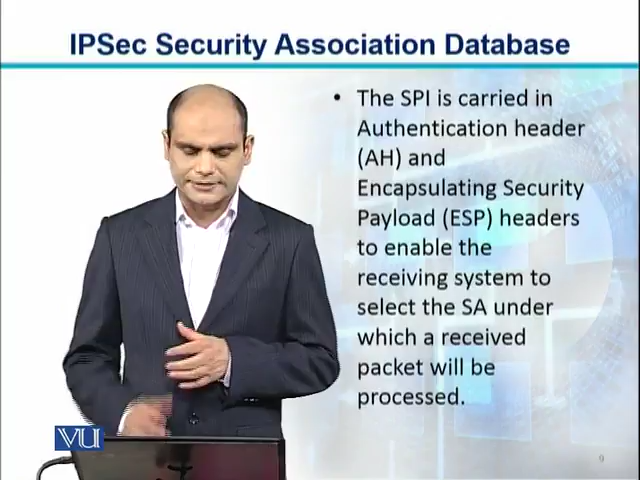 IPSec Security Association Database
• The SPI is carried in
Authentication header
(AH) and
Encapsulating Security
Payload (ESP) headers
to enable the
receiving system to
select the SA under
which a received
packet will be
processed.
VU
9